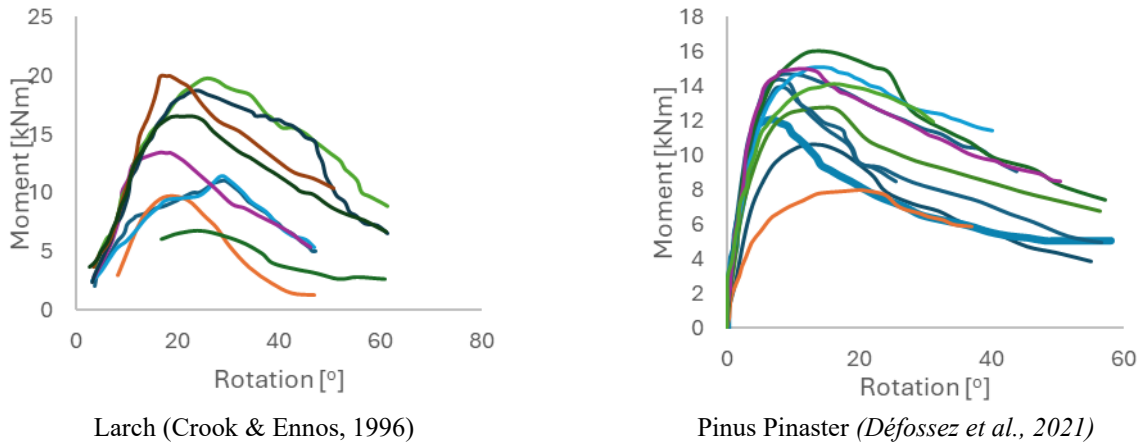 25
20
15
10
5
0
Moment [kNm]
0 20 40 60 80
Rotation [°]
Larch (Crook & Ennos, 1996)
18
16
14
12
10
8
6
4
2
0
Moment [kNm]
0 20 40 60
Rotation [°]
Pinus Pinaster (Défossez et al., 2021)